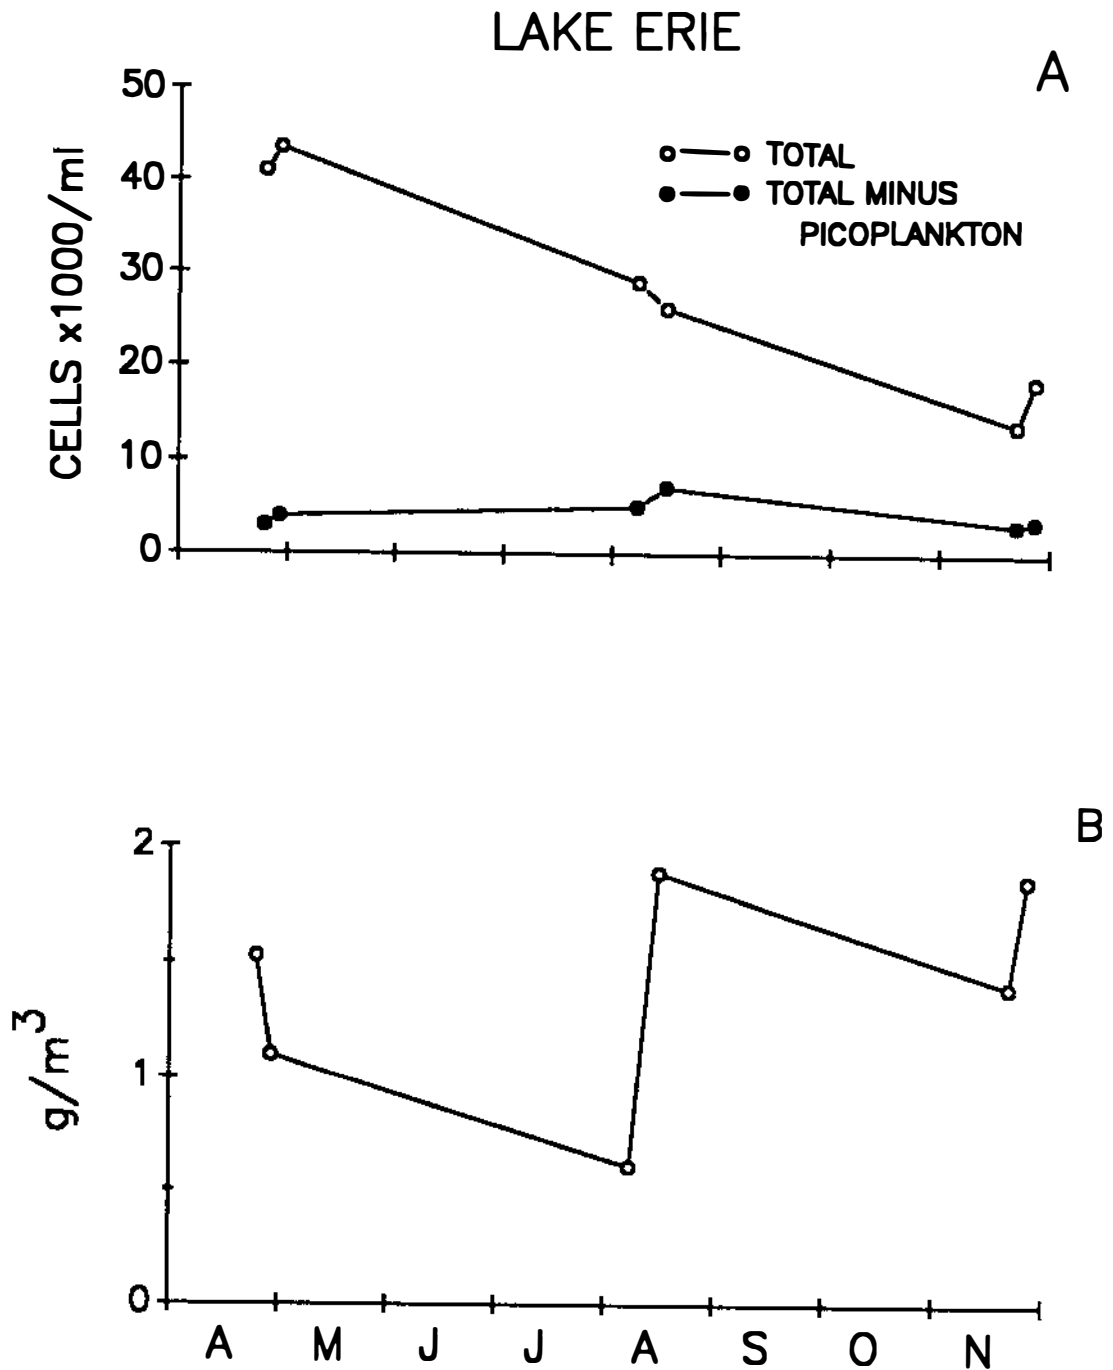 LAKE ERIE
A
50
40
30
20
10
0
CELLS x1000/ml
TOTAL
TOTAL MINUS
PICOPLANKTON
B
2
1
0
g/m³
A M J J A S O N